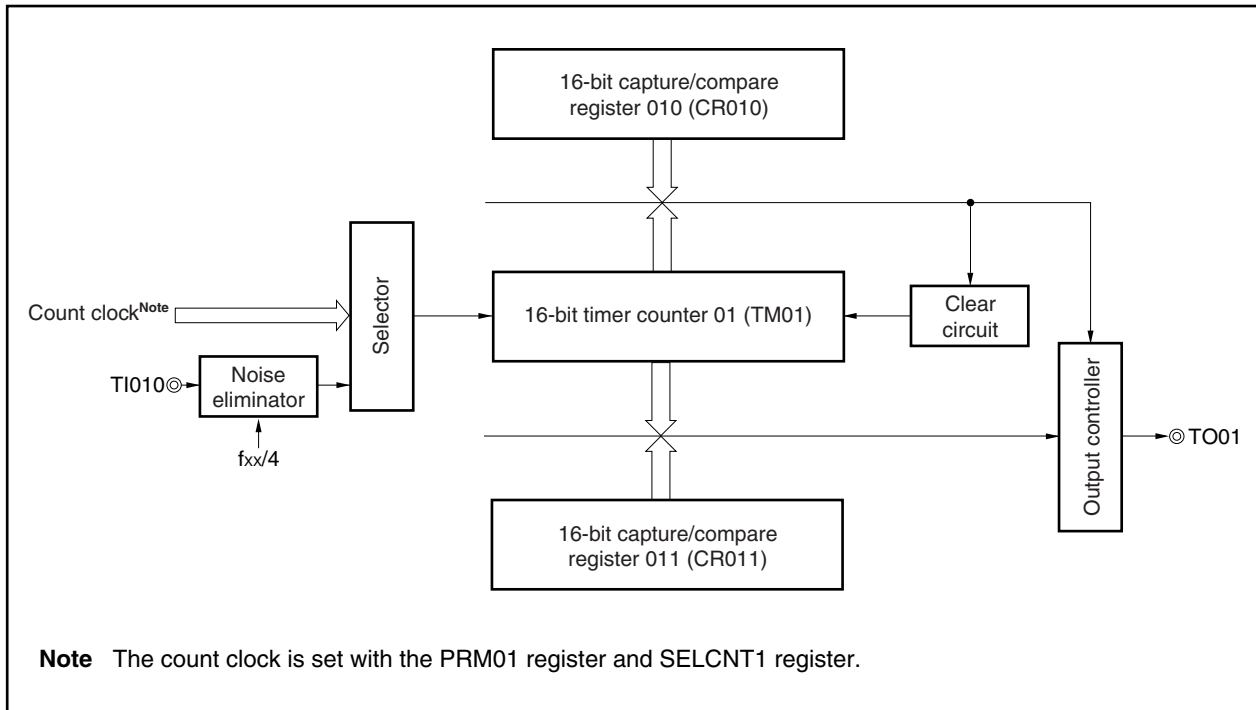 16-bit capture/compare
register 010 (CR010)
Selector
Count clockNote
16-bit timer counter 01 (TM01)
Clear
circuit
TI010
Noise
eliminator
fxx/4
Output controller
TO01
16-bit capture/compare
register 011 (CR011)
Note The count clock is set with the PRM01 register and SELCNT1 register.